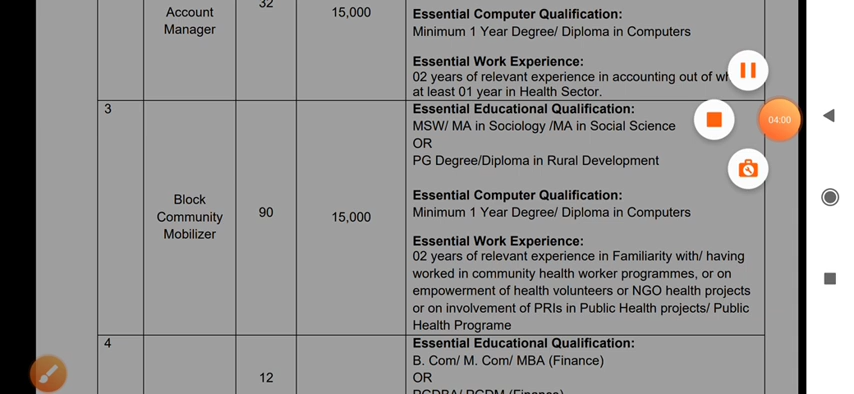 Account
Manager
32
15,000
Essential Computer Qualification:
Minimum 1 Year Degree/ Diploma in Computers
Essential Work Experience:
02 years of relevant experience in accounting out of
at least 01 year in Health Sector.
04:00
3
Block
Community
Mobilizer
90
15,000
Essential Educational Qualification:
MSW/ MA in Sociology /MA in Social Science
OR
PG Degree/Diploma in Rural Development
Essential Computer Qualification:
Minimum 1 Year Degree/ Diploma in Computers
Essential Work Experience:
02 years of relevant experience in Familiarity with/ having
worked in community health worker programmes, or on
empowerment of health volunteers or NGO health projects
or on involvement of PRIs in Public Health projects/ Public
Health Programe
4
12
Essential Educational Qualification:
B. Com/ M. Com/ MBA (Finance)
OR
PGDBA/ PGDM (Finance)